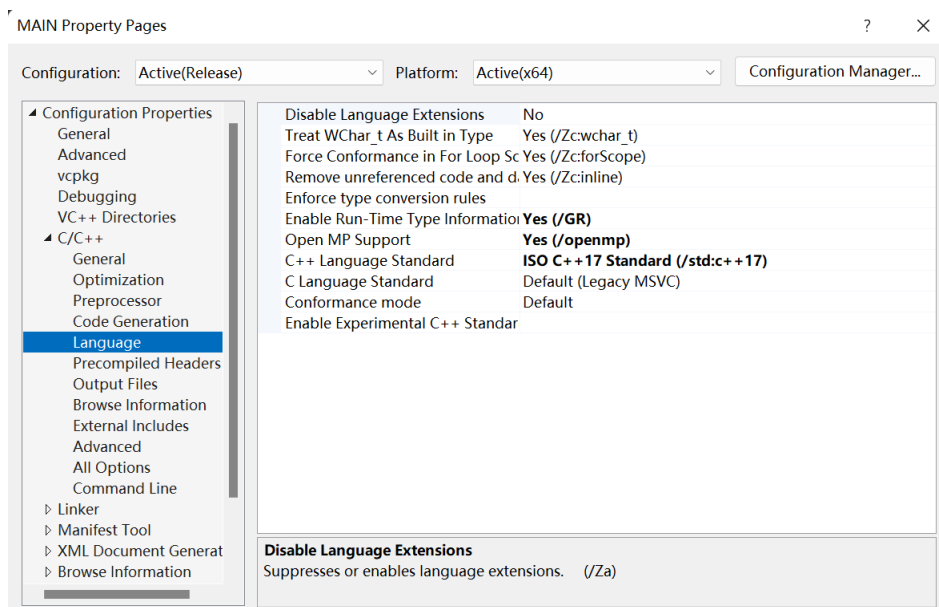 MAIN Property Pages ?
Configuration: Active(Release) Platform: Active(x64) Configuration Manager...
Configuration Properties
General
Advanced
vcpkg
Debugging
VC++ Directories
C/C++
General
Optimization
Preprocessor
Code Generation
Language
Precompiled Headers
Output Files
Browse Information
External Includes
Advanced
All Options
Command Line
Linker
Manifest Tool
XML Document Generat
Browse Information
Disable Language Extensions No
Treat WChar_t As Built in Type Yes (/Zc:wchar_t)
Force Conformance in For Loop Sc Yes (/Zc:forScope)
Remove unreferenced code and d Yes (/Zc:inline)
Enforce type conversion rules
Enable Run-Time Type Information Yes (/GR)
Open MP Support Yes (/openmp)
C++ Language Standard ISO C++17 Standard (/std:c++17)
C Language Standard Default (Legacy MSVC)
Conformance mode Default
Enable Experimental C++ Standar
Disable Language Extensions
Suppresses or enables language extensions. (/Za)